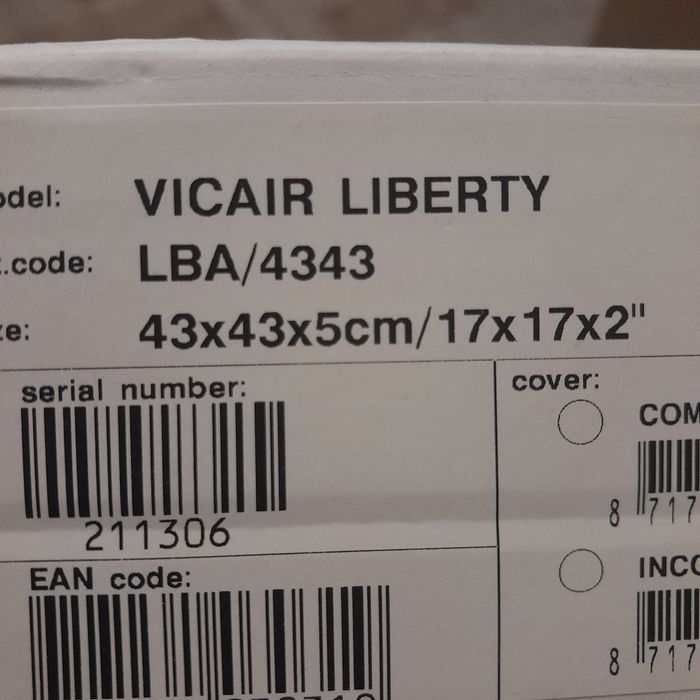 odel: VICAIR LIBERTY
.code: LBA/4343
ze: 43x43x5cm/17x17x2"
serial number:
211306
cover:
COM
8 717
EAN code:
INCO
8 717